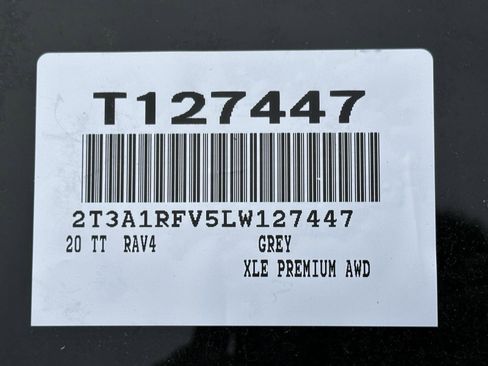 T127447
2T3A1RFV5LW127447
20 TT RAV4 GREY
XLE PREMIUM AWD